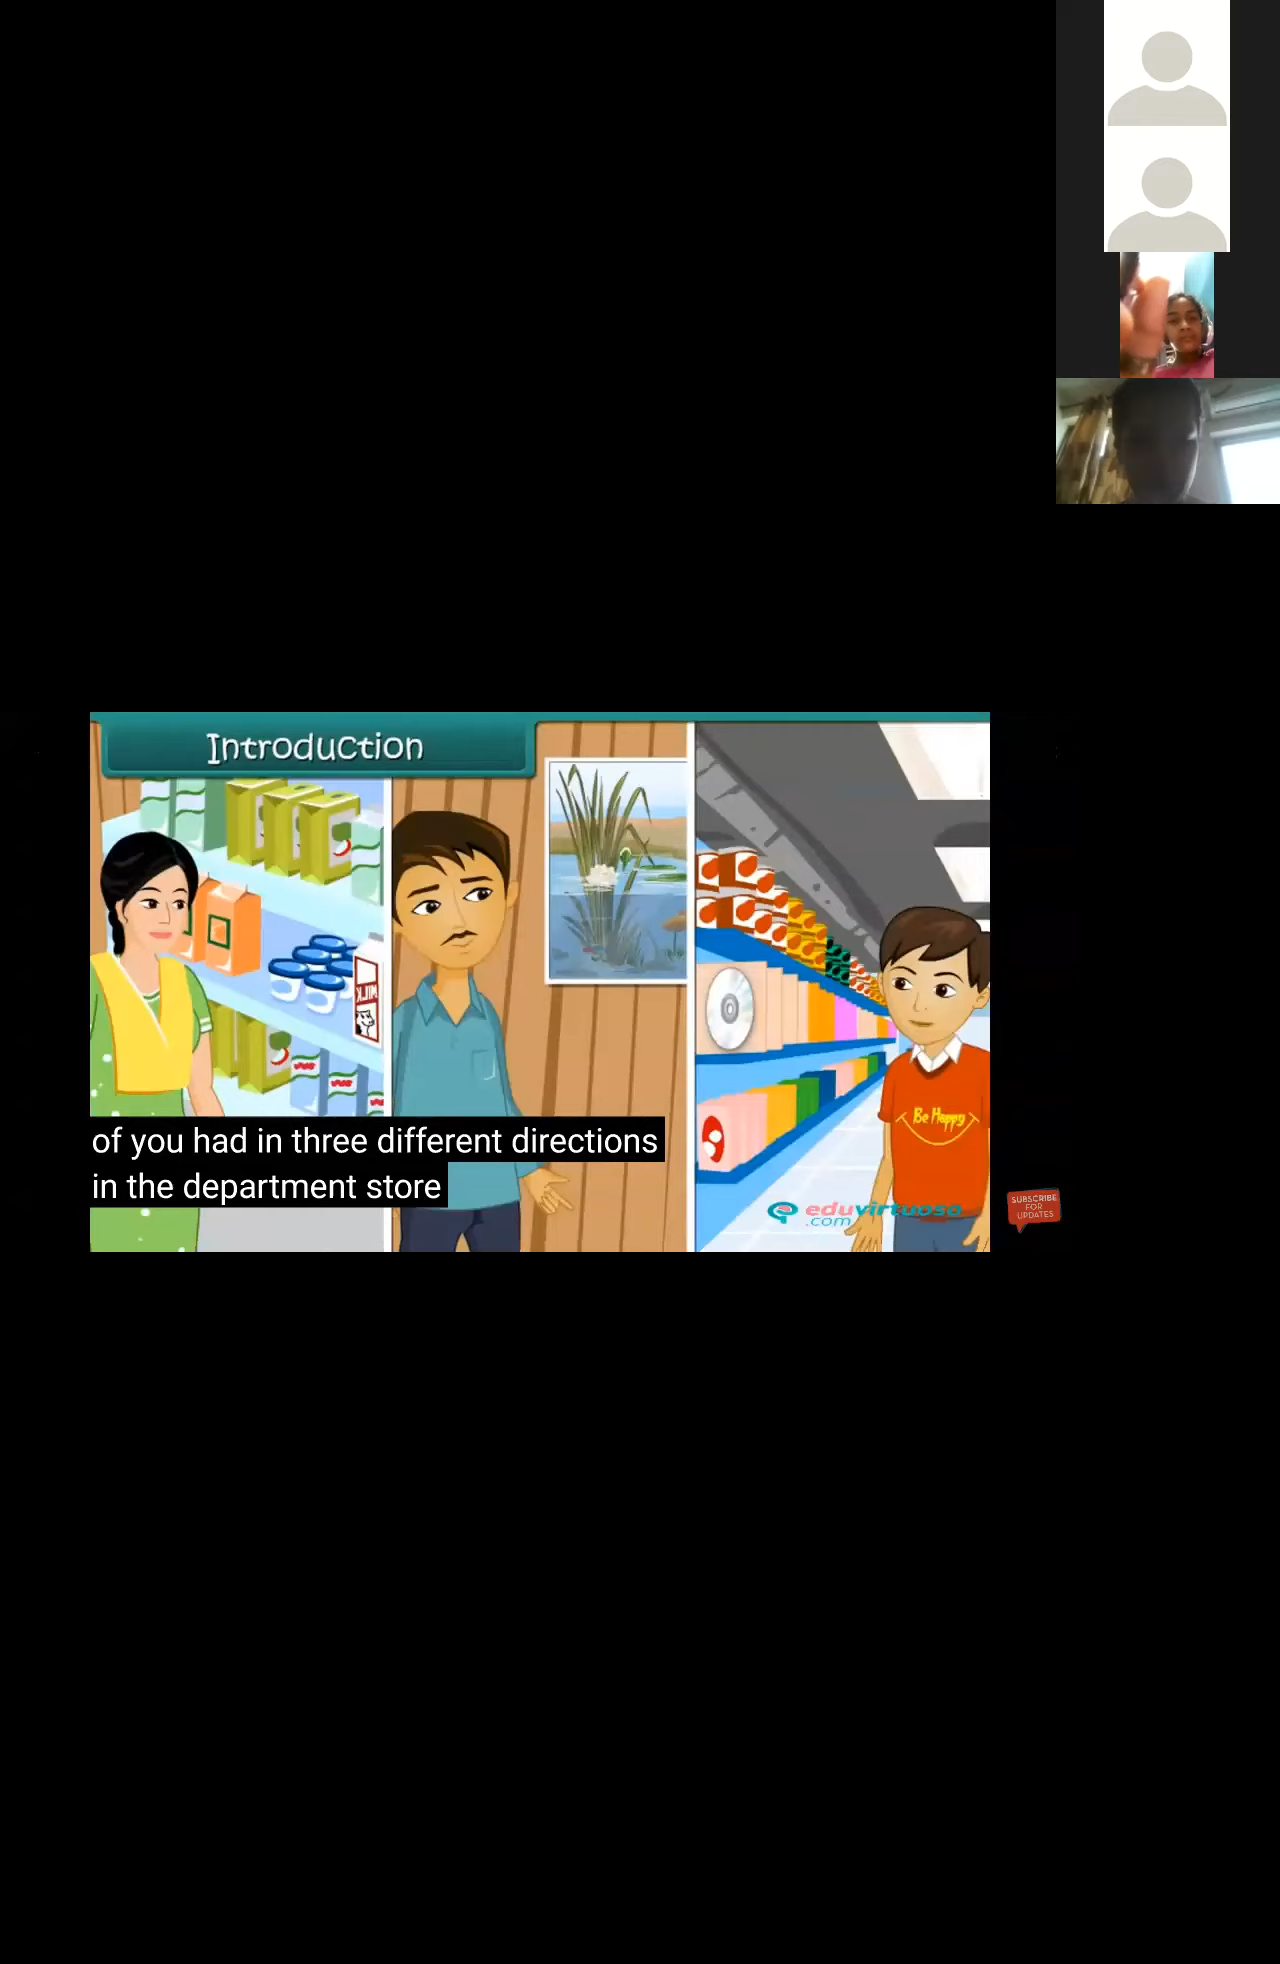 Introduction
MILK
Be Happy
of you had in three different directions
in the department store
eduvirtuoso
.com
SUBSCRIBE
FOR
UPDATES